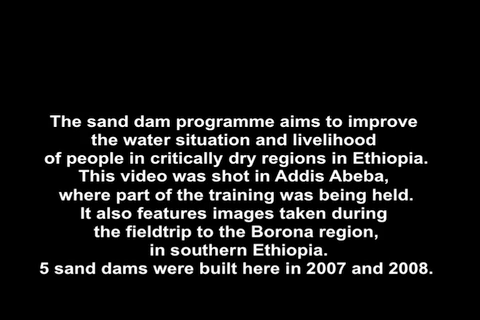 The sand dam programme aims to improve
the water situation and livelihood
of people in critically dry regions in Ethiopia.
This video was shot in Addis Abeba,
where part of the training was being held.
It also features images taken during
the fieldtrip to the Borona region,
in southern Ethiopia.
5 sand dams were built here in 2007 and 2008.